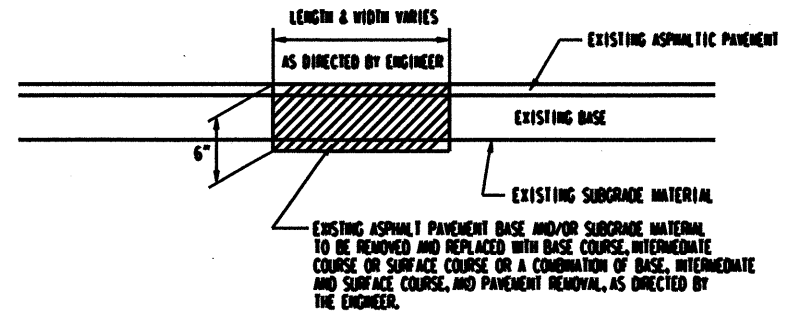 LENGTH & WIDTH VARIES
AS DIRECTED BY ENGINEER
EXISTING ASPHALTIC PAVEMENT
EXISTING BASE
6"
EXISTING SUBGRADE MATERIAL
EXISTING ASPHALT PAVEMENT BASE AND/OR SUBGRADE MATERIAL
TO BE REMOVED AND REPLACED WITH BASE COURSE, INTERMEDIATE
COURSE OR SURFACE COURSE OR A COMBINATION OF BASE, INTERMEDIATE
AND SURFACE COURSE, AND PAVEMENT REMOVAL, AS DIRECTED BY
THE ENGINEER.